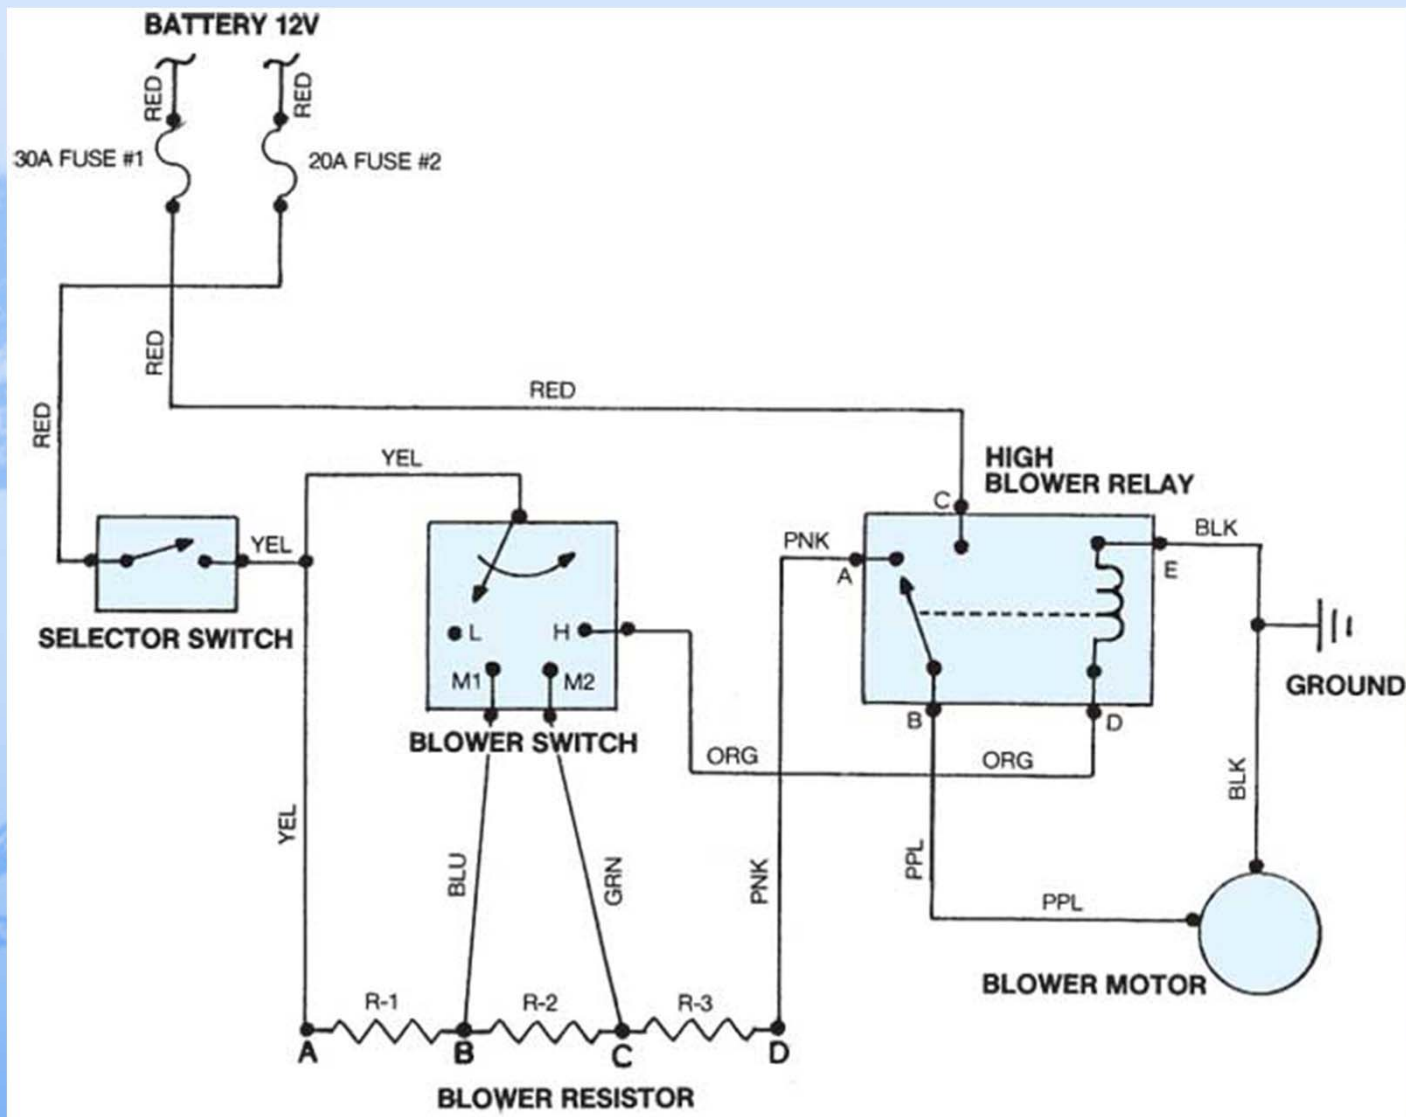 BATTERY 12V
RED
RED
30A FUSE #1
20A FUSE #2
RED
RED
RED
YEL
HIGH
BLOWER RELAY
C
YEL
PNK
A
BLK
E
SELECTOR SWITCH
L
H
M1
M2
BLOWER SWITCH
GROUND
B
D
ORG
ORG
YEL
BLU
GRN
PNK
PPL
BLK
PPL
BLOWER MOTOR
R-1
R-2
R-3
A
B
C
D
BLOWER RESISTOR